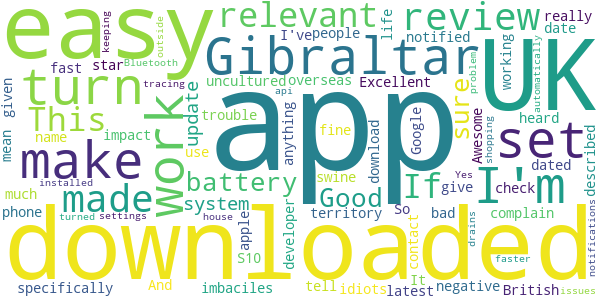 easy
relevant
review
UK
I've
people
life
notified
really
date
keeping
outside
Bluetooth
Gibraltar
working
automatically
problem
star
fast
tracing
uncultured
overseas
Excellent
turn
app
mean
given
This
work
update
trouble
api
anything
fine
download
Google
sure
Awesome
shopping
heard
set
dated
described
name
impact
make
use
battery
swine
If
I'm
Yes
give
check
installed
much
made
system
Good
So
bad
complain
notifications
phone
turned
settings
house
apple
developer
territory
contact
It
drains
faster
downloaded
specifically
And
imbaciles
S10
tell
idiots
latest
negative
British
issues